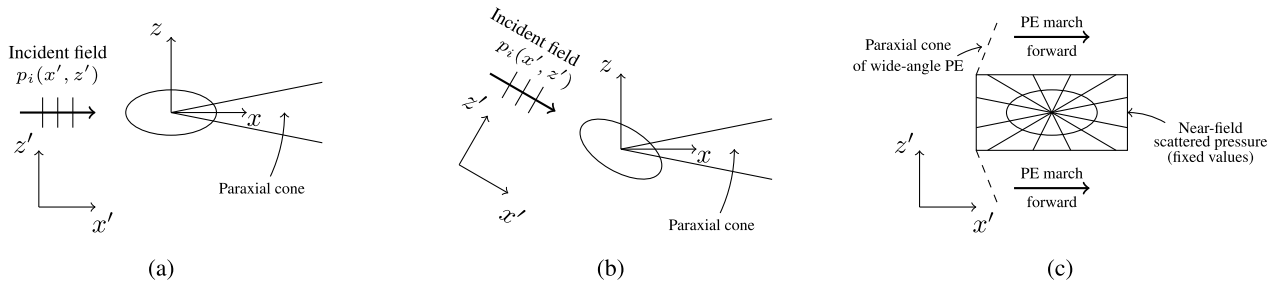 Incident field
p_i(x′, z′)
z
x
z′
x′
Paraxial cone
(a)
Incident field
p_i(x′, z′)
z
x
z′
x′
Paraxial cone
(b)
PE march
forward
Paraxial cone
of wide-angle PE
Near-field
scattered pressure
(fixed values)
z′
x′
PE march
forward
(c)